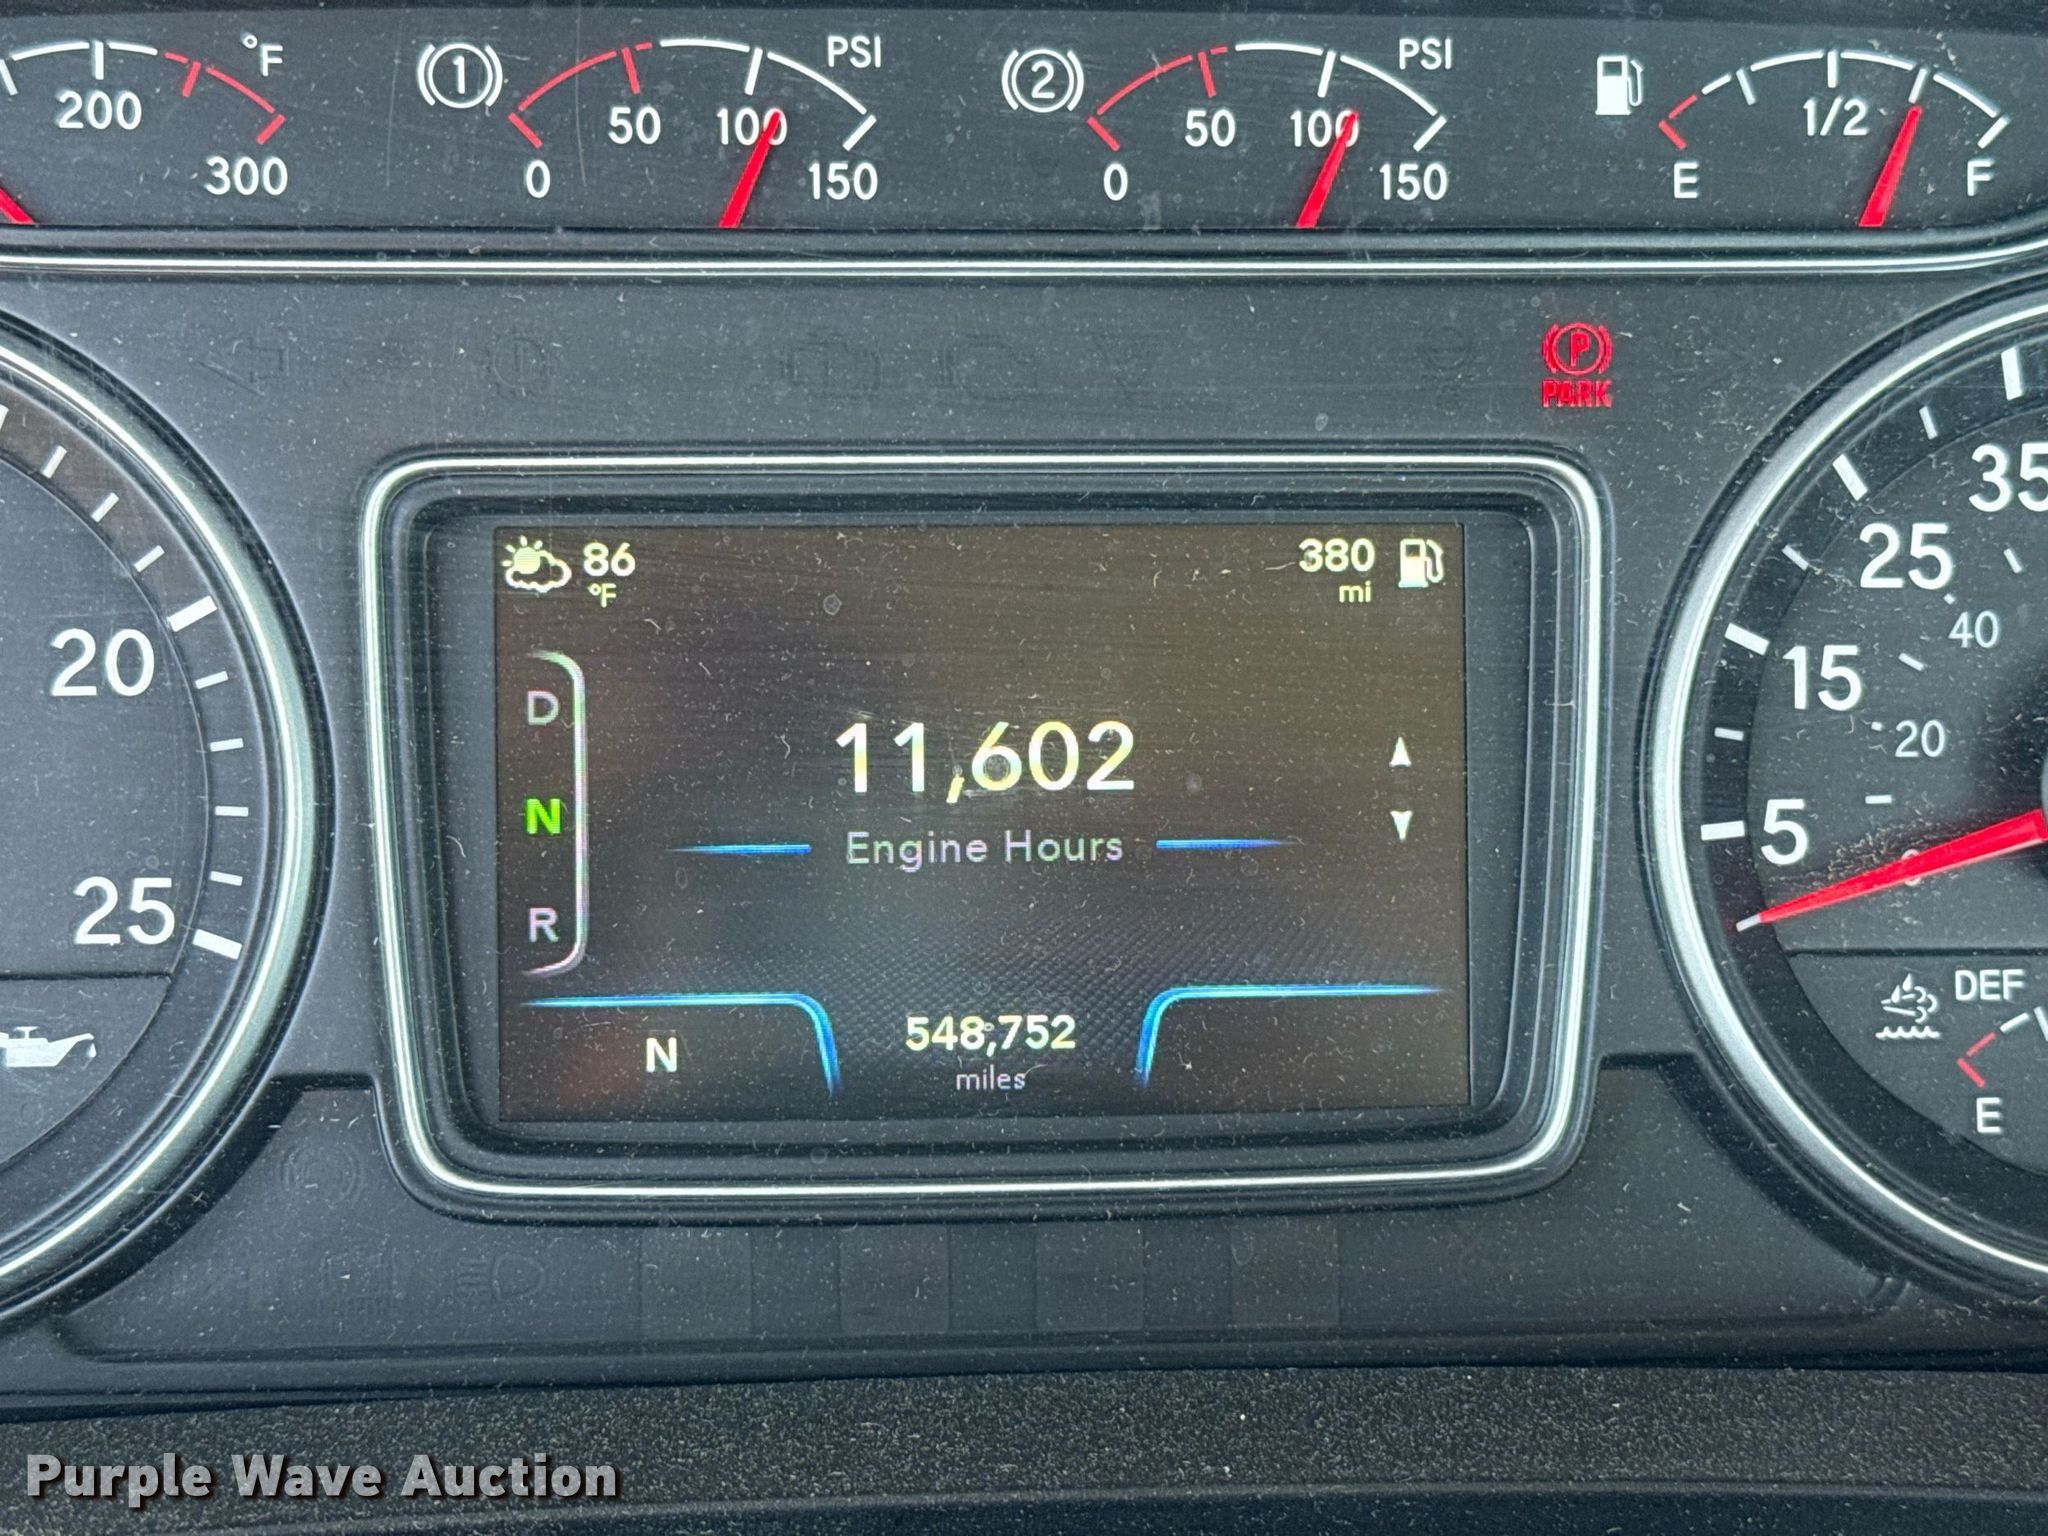 °F
200
300
1
PSI
0
50
100
150
2
PSI
0
50
100
150
E
1/2
F
P
PARK
20
25
86
°F
380
mi
D
N
R
11,602
Engine Hours
N
548,752
miles
35
25
15
5
40
20
DEF
E
Purple Wave Auction